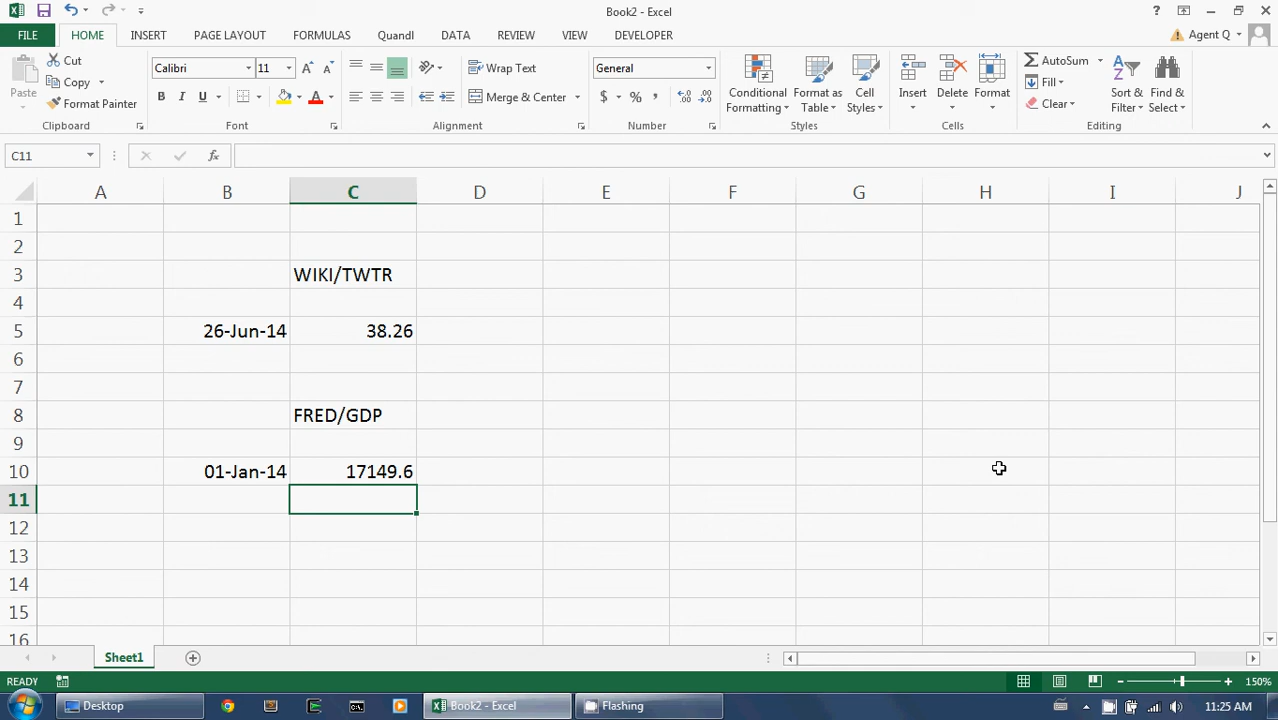 Book2 - Excel
FILE HOME INSERT PAGE LAYOUT FORMULAS Quandl DATA REVIEW VIEW DEVELOPER Agent Q
Paste Cut Copy Format Painter Clipboard
Calibri 11 B I U A Font
Wrap Text Merge & Center Alignment
General $ % , Number
Conditional Formatting Format as Table Cell Styles Styles
Insert Delete Format Cells
AutoSum Fill Clear Sort & Filter Find & Select Editing
C11 fx
A B C D E F G H I J
1
2
3 WIKI/TWTR
4
5 26-Jun-14 38.26
6
7
8 FRED/GDP
9
10 01-Jan-14 17149.6
11
12
13
14
15
16
Sheet1
READY 150%
Desktop Book2 - Excel Flashing 11:25 AM